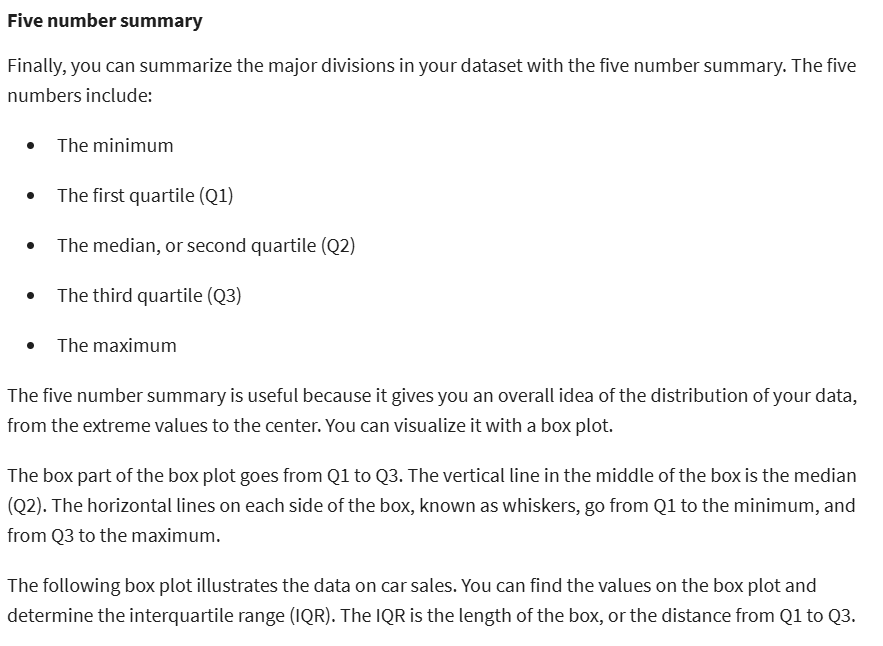 Five number summary
Finally, you can summarize the major divisions in your dataset with the five number summary. The five
numbers include:
• The minimum
• The first quartile (Q1)
• The median, or second quartile (Q2)
• The third quartile (Q3)
• The maximum
The five number summary is useful because it gives you an overall idea of the distribution of your data,
from the extreme values to the center. You can visualize it with a box plot.
The box part of the box plot goes from Q1 to Q3. The vertical line in the middle of the box is the median
(Q2). The horizontal lines on each side of the box, known as whiskers, go from Q1 to the minimum, and
from Q3 to the maximum.
The following box plot illustrates the data on car sales. You can find the values on the box plot and
determine the interquartile range (IQR). The IQR is the length of the box, or the distance from Q1 to Q3.